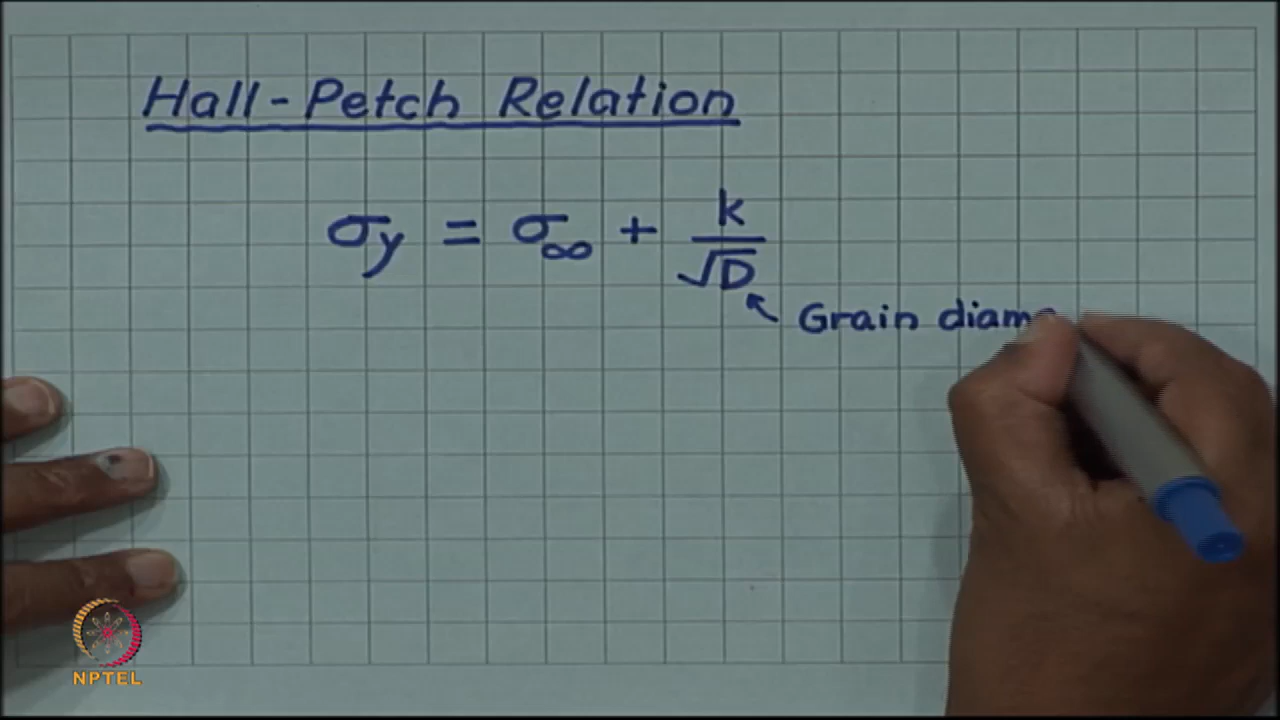 Hall-Petch Relation
σy = σ∞ + k/√D
Grain diam
NPTEL